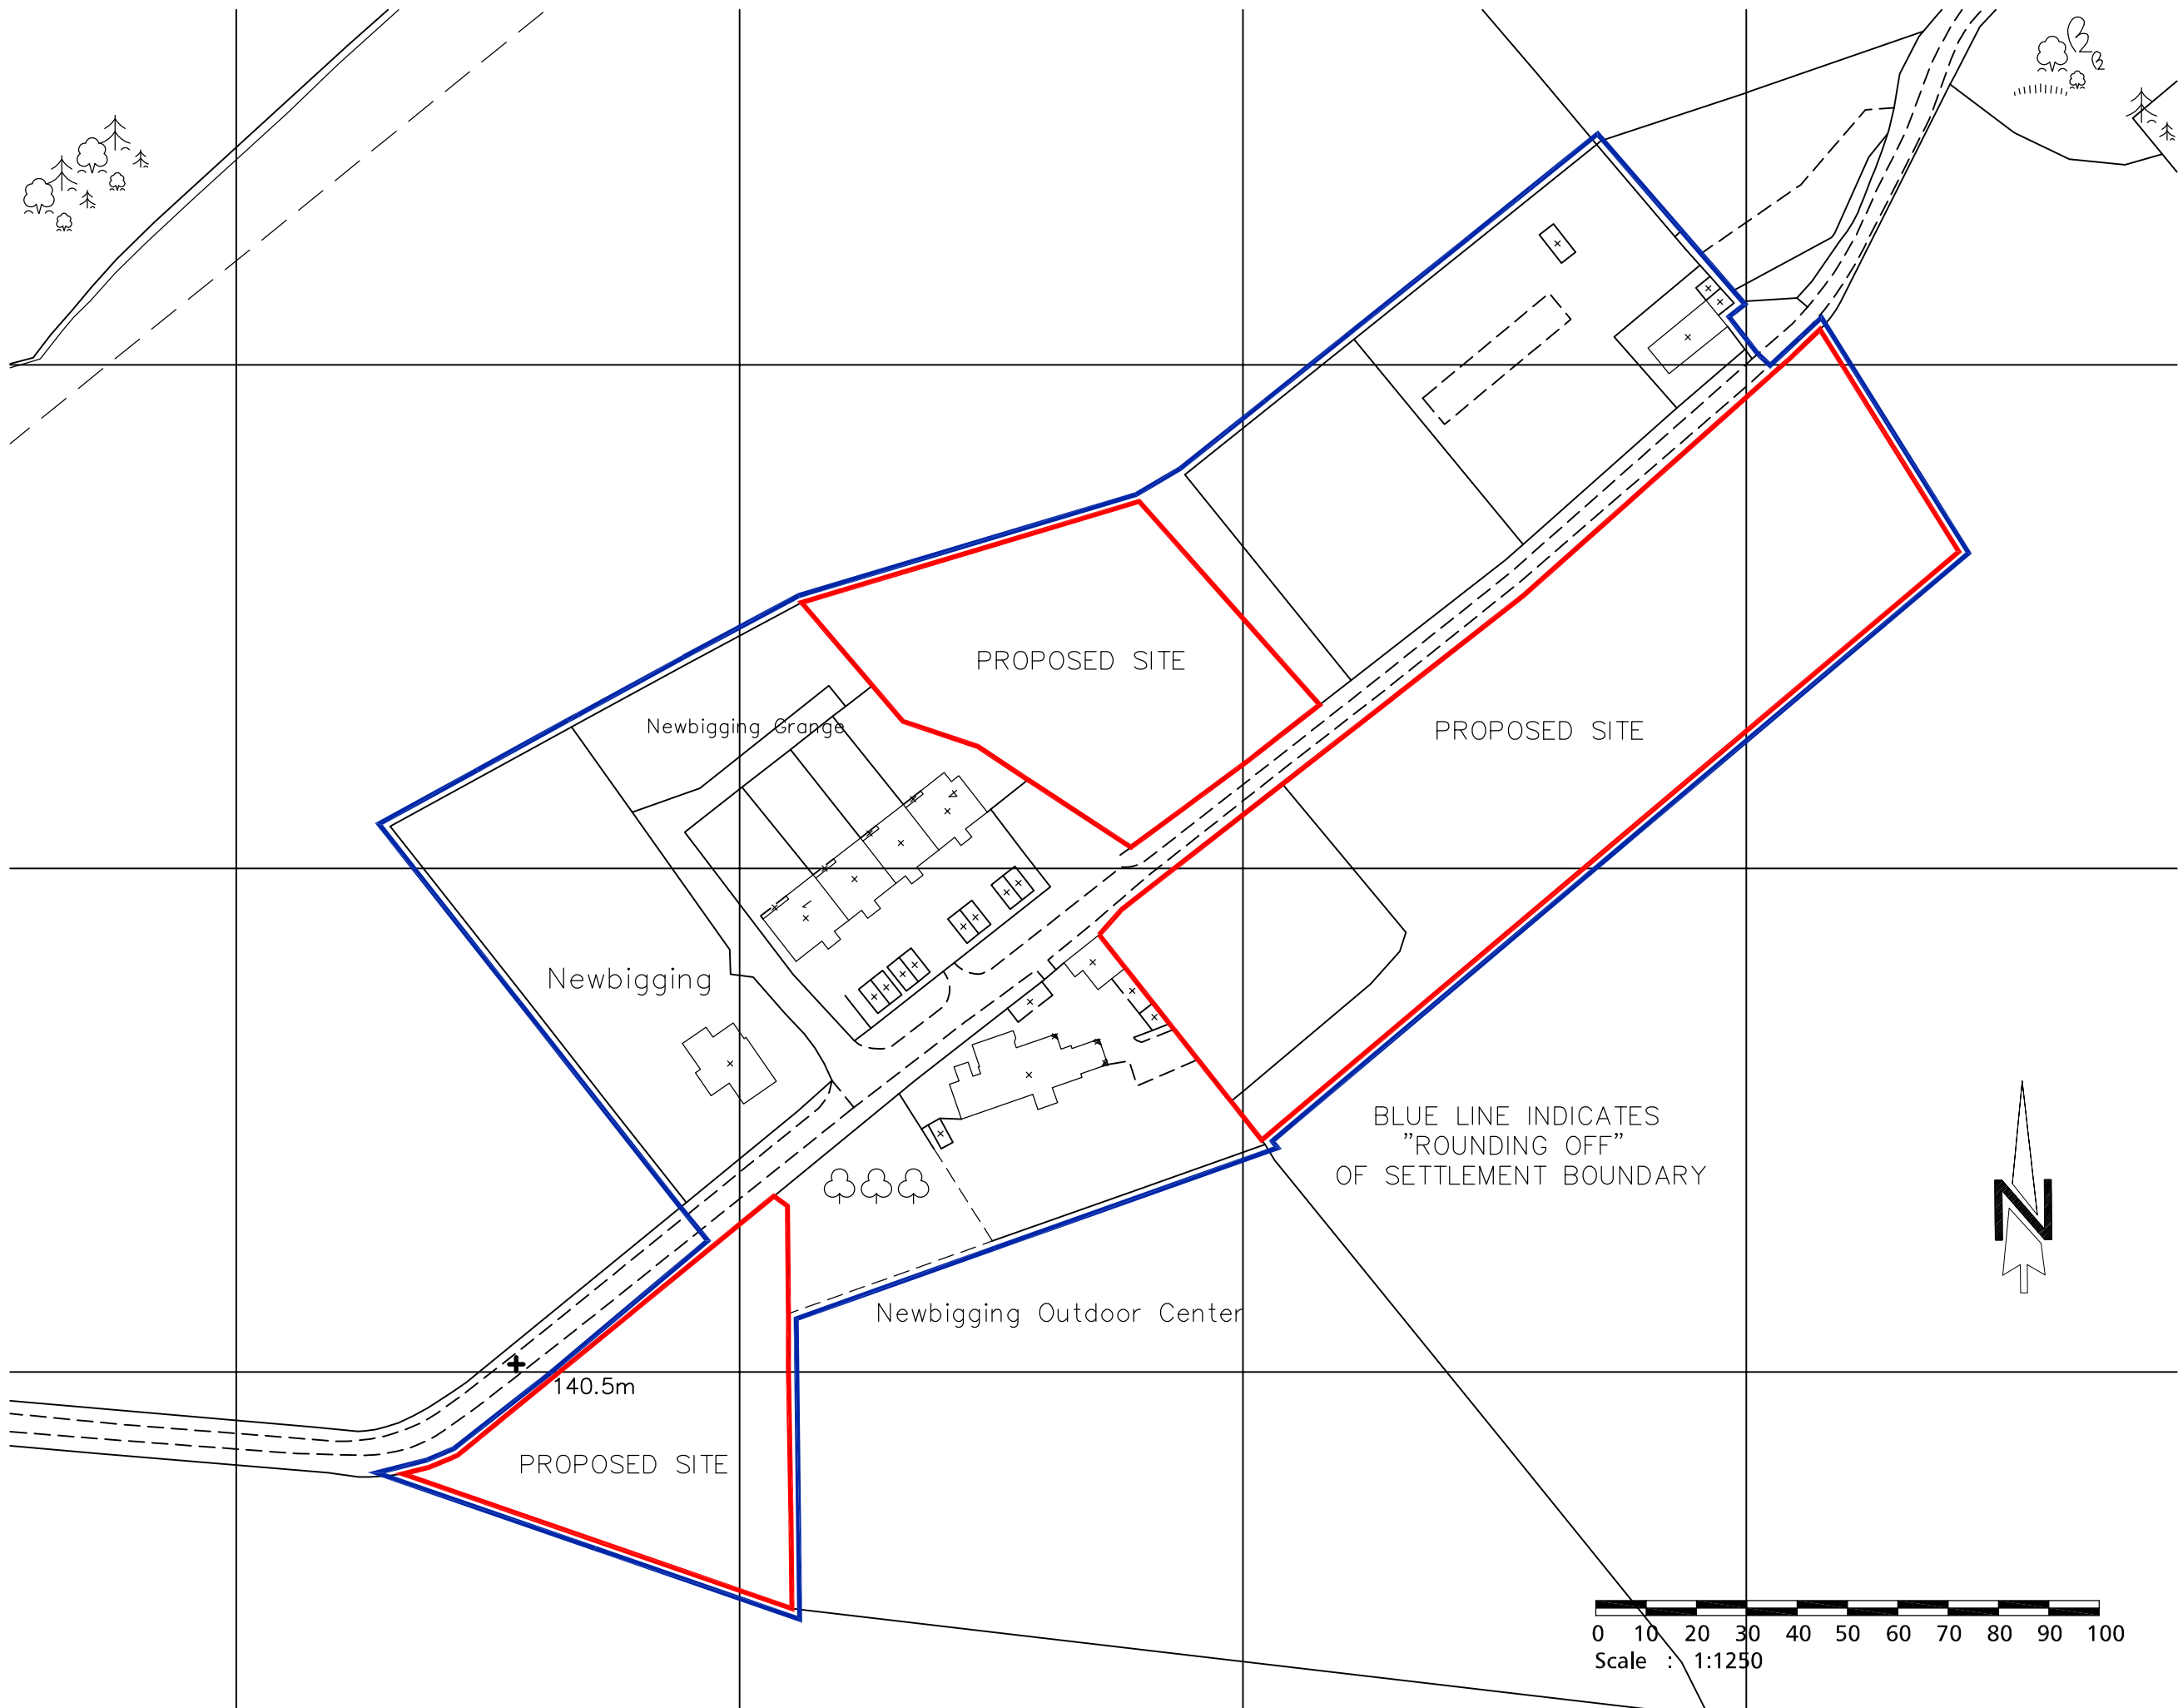 PROPOSED SITE
Newbigging Grange
PROPOSED SITE
Newbigging
BLUE LINE INDICATES
"ROUNDING OFF"
OF SETTLEMENT BOUNDARY
N
Newbigging Outdoor Center
140.5m
PROPOSED SITE
0 10 20 30 40 50 60 70 80 90 100
Scale : 1:1250